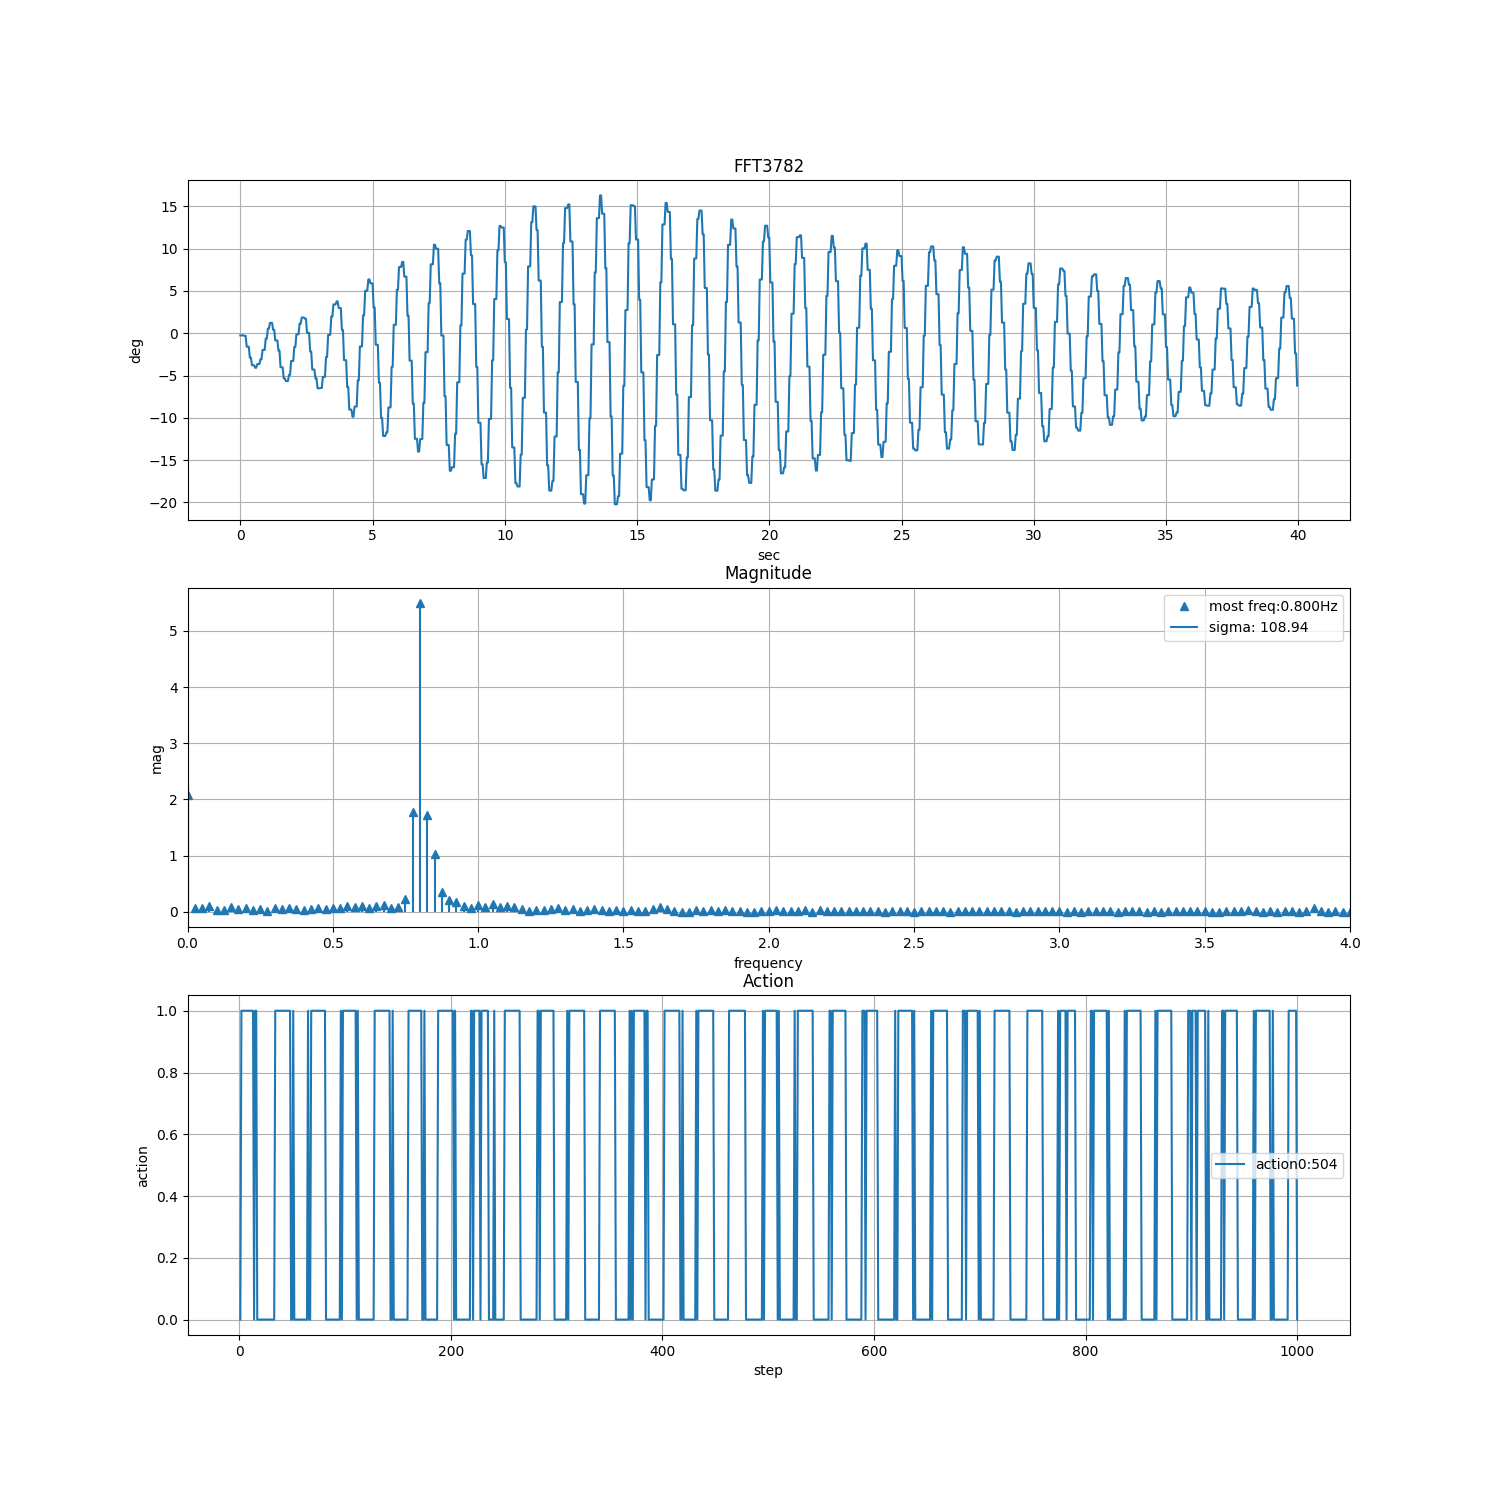 FFT3782
15
10
5
0
−5
−10
−15
−20
deg
0 5 10 15 20 25 30 35 40
sec
Magnitude
most freq:0.800Hz
sigma: 108.94
5
4
3
2
1
0
mag
0.0 0.5 1.0 1.5 2.0 2.5 3.0 3.5 4.0
frequency
Action
1.0
0.8
0.6
0.4
0.2
0.0
action
action0:504
0 200 400 600 800 1000
step